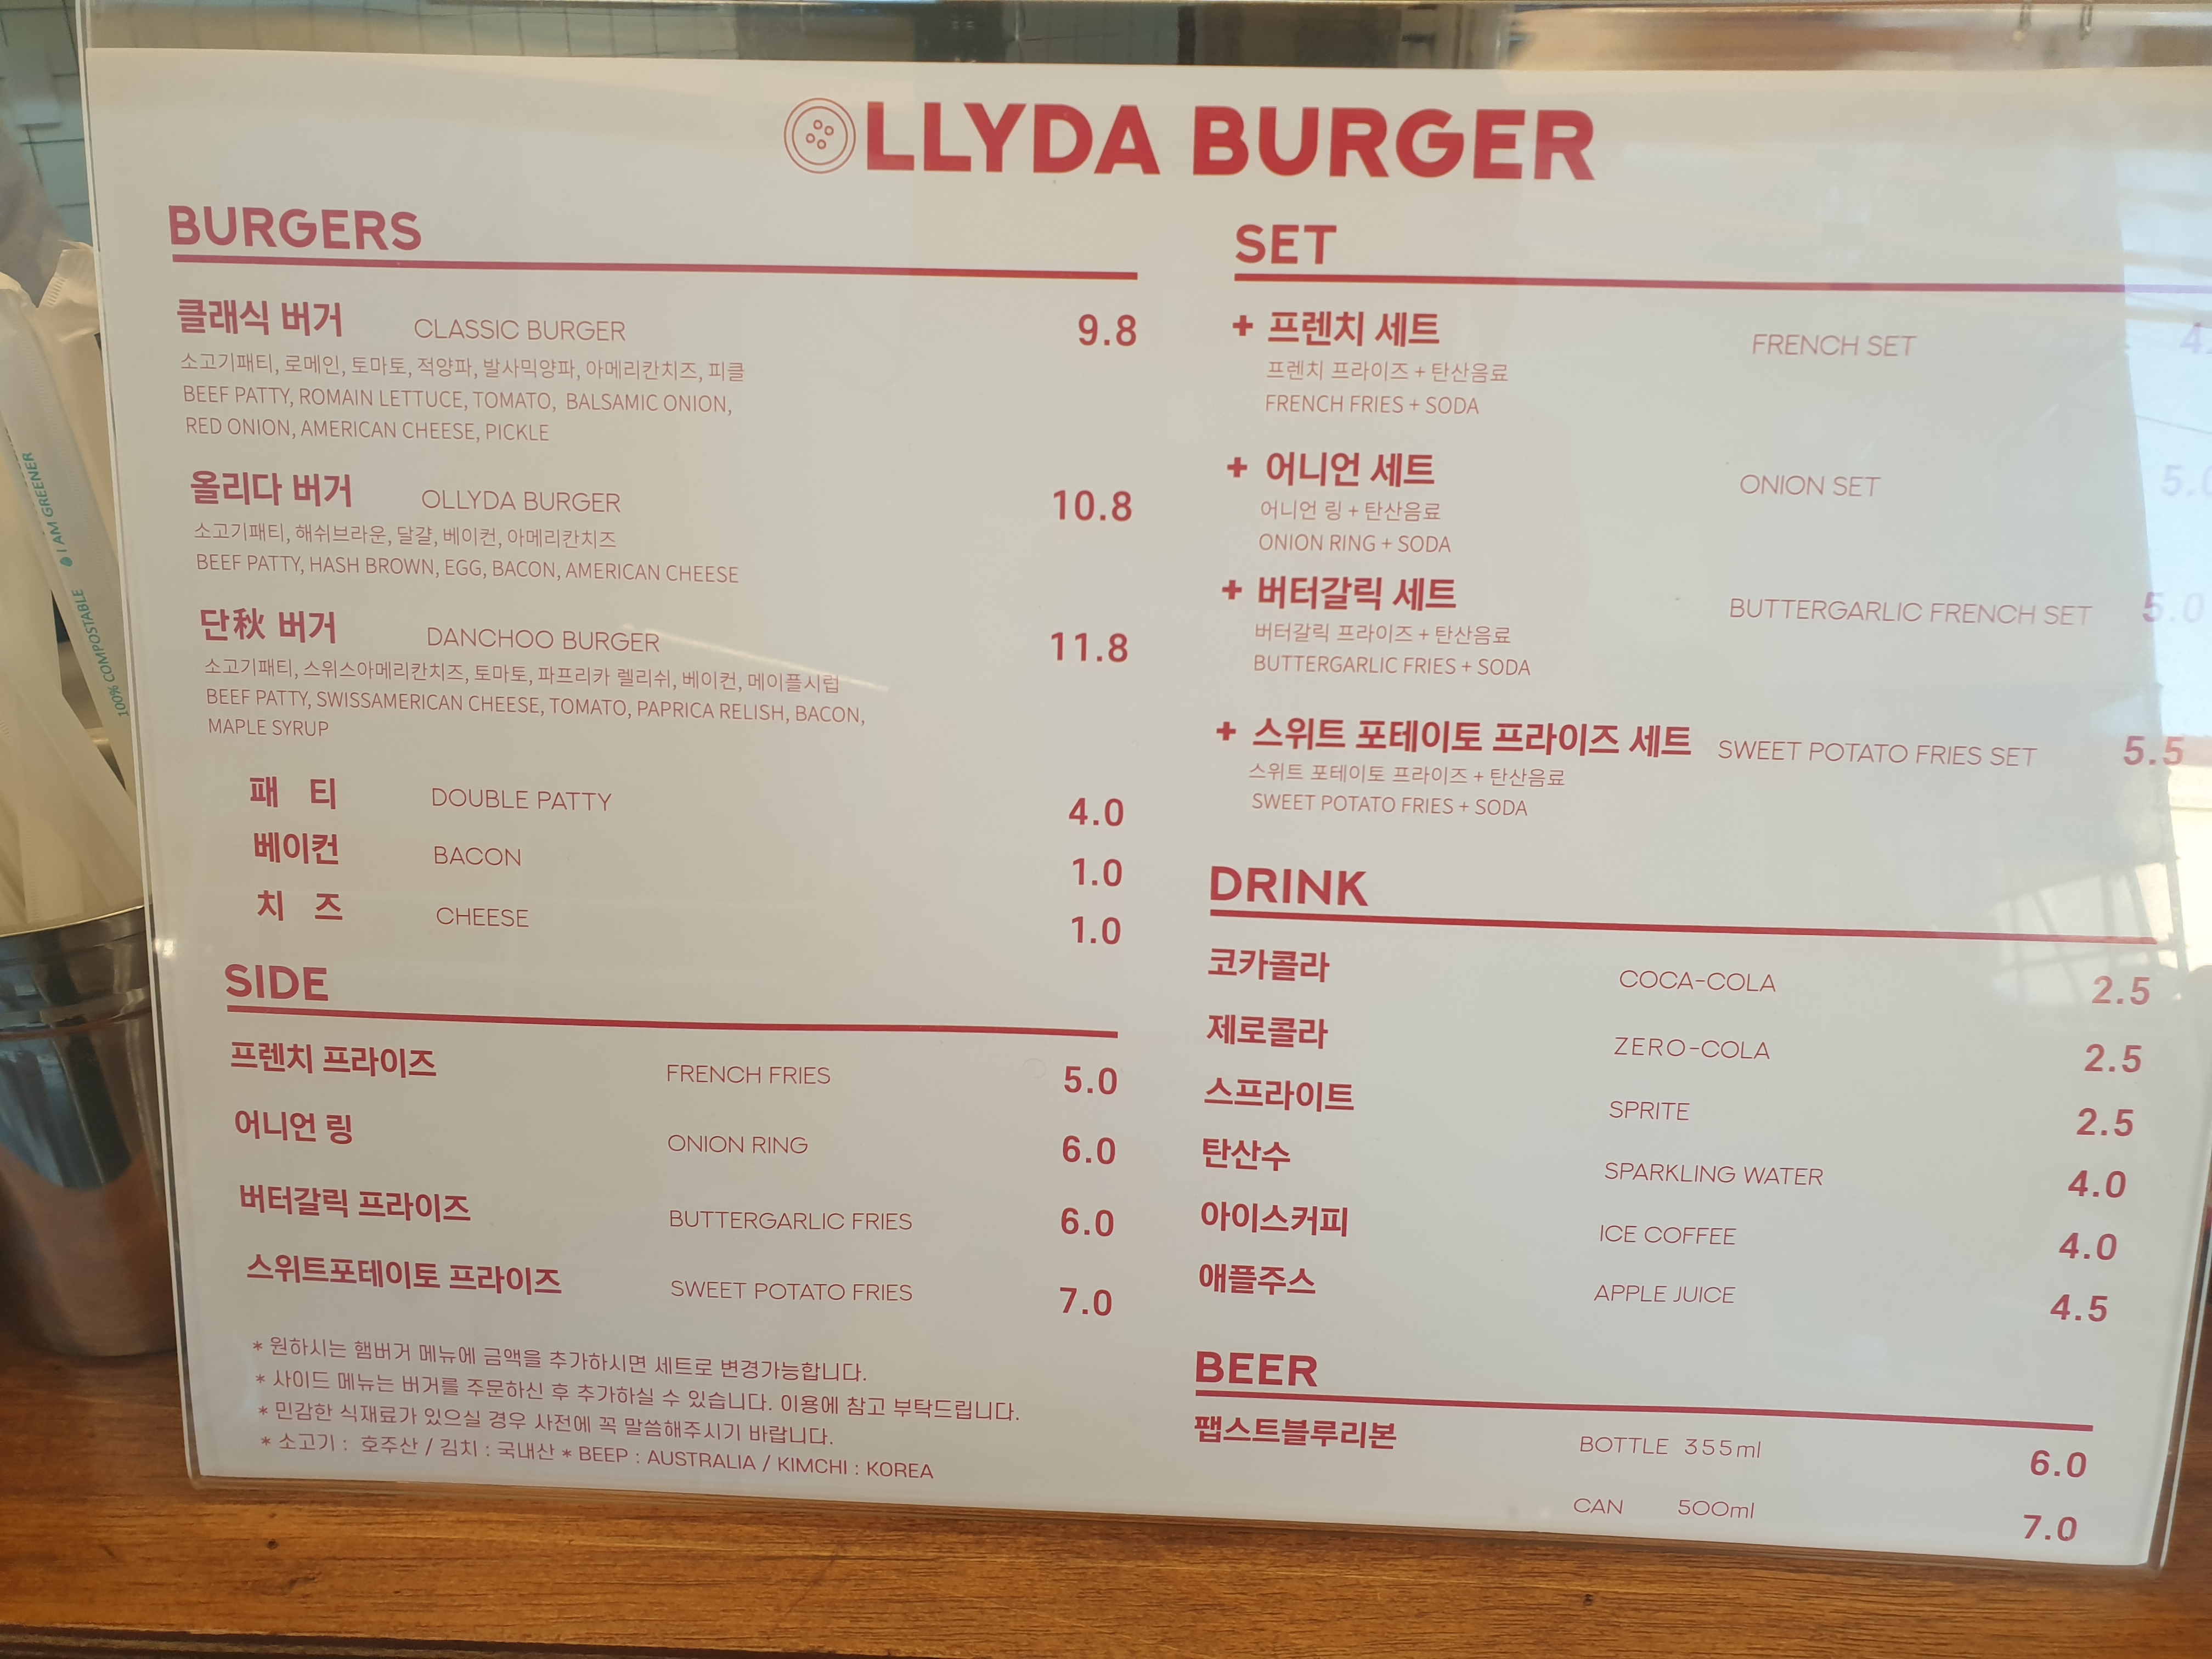 OLLYDA BURGER
BURGERS
클래식 버거 CLASSIC BURGER 9.8
소고기패티, 로메인, 토마토, 적양파, 발사믹양파, 아메리칸치즈, 피클
BEEF PATTY, ROMAIN LETTUCE, TOMATO, BALSAMIC ONION,
RED ONION, AMERICAN CHEESE, PICKLE
올리다 버거 OLLYDA BURGER 10.8
소고기패티, 해쉬브라운, 달걀, 베이컨, 아메리칸치즈
BEEF PATTY, HASH BROWN, EGG, BACON, AMERICAN CHEESE
단秋 버거 DANCHOO BURGER 11.8
소고기패티, 스위스아메리칸치즈, 토마토, 파프리카 렐리쉬, 베이컨, 메이플시럽
BEEF PATTY, SWISSAMERICAN CHEESE, TOMATO, PAPRICA RELISH, BACON,
MAPLE SYRUP
패 티 DOUBLE PATTY 4.0
베이컨 BACON 1.0
치 즈 CHEESE 1.0
SIDE
프렌치 프라이즈 FRENCH FRIES 5.0
어니언 링 ONION RING 6.0
버터갈릭 프라이즈 BUTTERGARLIC FRIES 6.0
스위트포테이토 프라이즈 SWEET POTATO FRIES 7.0
* 원하시는 햄버거 메뉴에 금액을 추가하시면 세트로 변경가능합니다.
* 사이드 메뉴는 버거를 주문하신 후 추가하실 수 있습니다. 이용에 참고 부탁드립니다.
* 민감한 식재료가 있으실 경우 사전에 꼭 말씀해주시기 바랍니다.
* 소고기 : 호주산 / 김치 : 국내산 * BEEP : AUSTRALIA / KIMCHI : KOREA
SET
+ 프렌치 세트 FRENCH SET
프렌치 프라이즈 + 탄산음료
FRENCH FRIES + SODA
+ 어니언 세트 ONION SET 5.0
어니언 링 + 탄산음료
ONION RING + SODA
+ 버터갈릭 세트 BUTTERGARLIC FRENCH SET 5.0
버터갈릭 프라이즈 + 탄산음료
BUTTERGARLIC FRIES + SODA
+ 스위트 포테이토 프라이즈 세트 SWEET POTATO FRIES SET 5.5
스위트 포테이토 프라이즈 + 탄산음료
SWEET POTATO FRIES + SODA
DRINK
코카콜라 COCA-COLA 2.5
제로콜라 ZERO-COLA 2.5
스프라이트 SPRITE 2.5
탄산수 SPARKLING WATER 4.0
아이스커피 ICE COFFEE 4.0
애플주스 APPLE JUICE 4.5
BEER
팹스트블루리본 BOTTLE 355ml 6.0
CAN 500ml 7.0
I AM GREENER
100% COMPOSTABLE